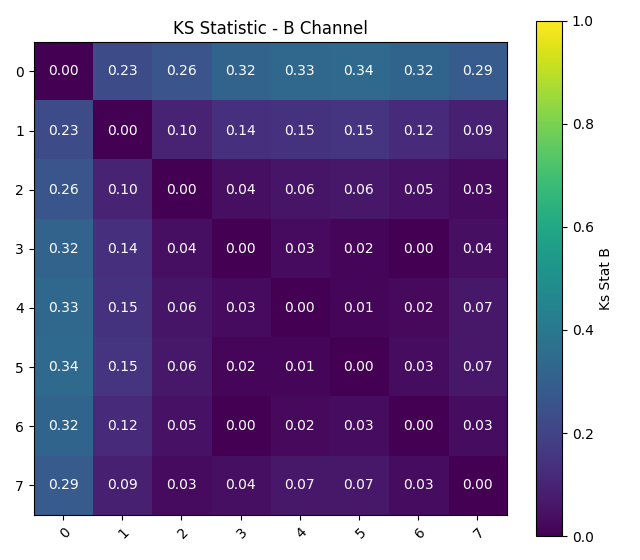 KS Statistic - B Channel
0 0.00 0.23 0.26 0.32 0.33 0.34 0.32 0.29
1 0.23 0.00 0.10 0.14 0.15 0.15 0.12 0.09
2 0.26 0.10 0.00 0.04 0.06 0.06 0.05 0.03
3 0.32 0.14 0.04 0.00 0.03 0.02 0.00 0.04
4 0.33 0.15 0.06 0.03 0.00 0.01 0.02 0.07
5 0.34 0.15 0.06 0.02 0.01 0.00 0.03 0.07
6 0.32 0.12 0.05 0.00 0.02 0.03 0.00 0.03
7 0.29 0.09 0.03 0.04 0.07 0.07 0.03 0.00
0 1 2 3 4 5 6 7
1.0
0.8
0.6
0.4
0.2
0.0
Ks Stat B